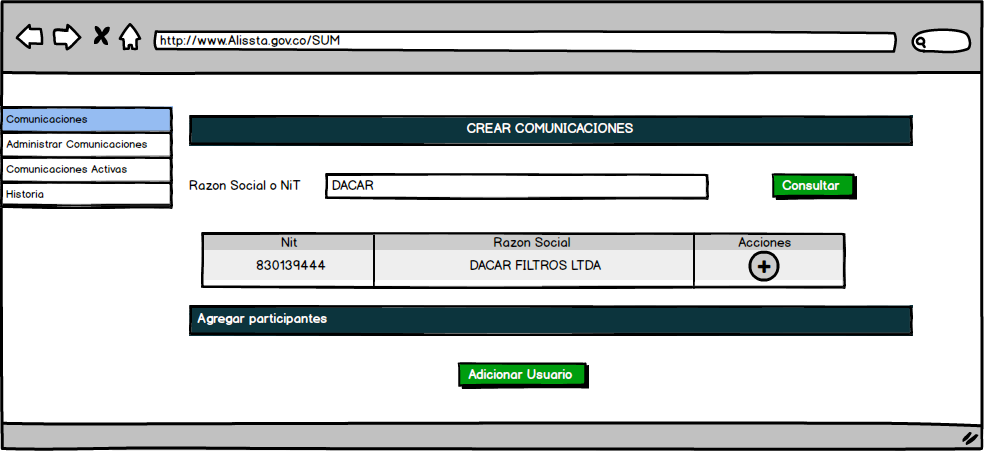 http://www.Alissta.gov.co/SUM
Comunicaciones
Administrar Comunicaciones
Comunicaciones Activas
Historia
CREAR COMUNICACIONES
Razon Social o NiT
DACAR
Consultar
Nit Razon Social Acciones
830139444 DACAR FILTROS LTDA
Agregar participantes
Adicionar Usuario